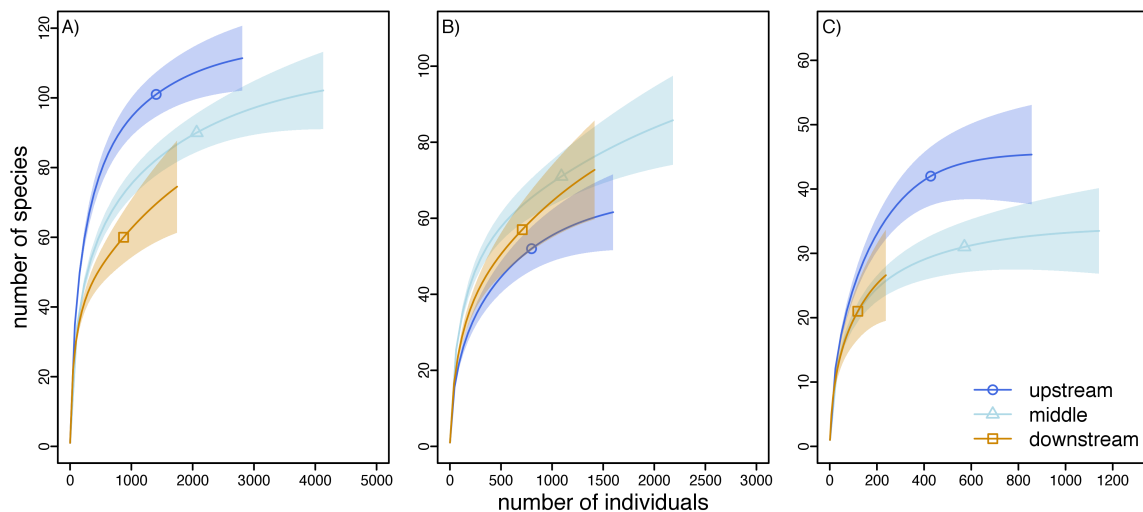 A)
B)
C)
number of species
0 20 40 60 80 100 120
0 1000 2000 3000 4000 5000
0 20 40 60 80 100
0 500 1000 1500 2000 2500 3000
0 10 20 30 40 50 60
0 200 400 600 800 1000 1200
number of individuals
upstream
middle
downstream